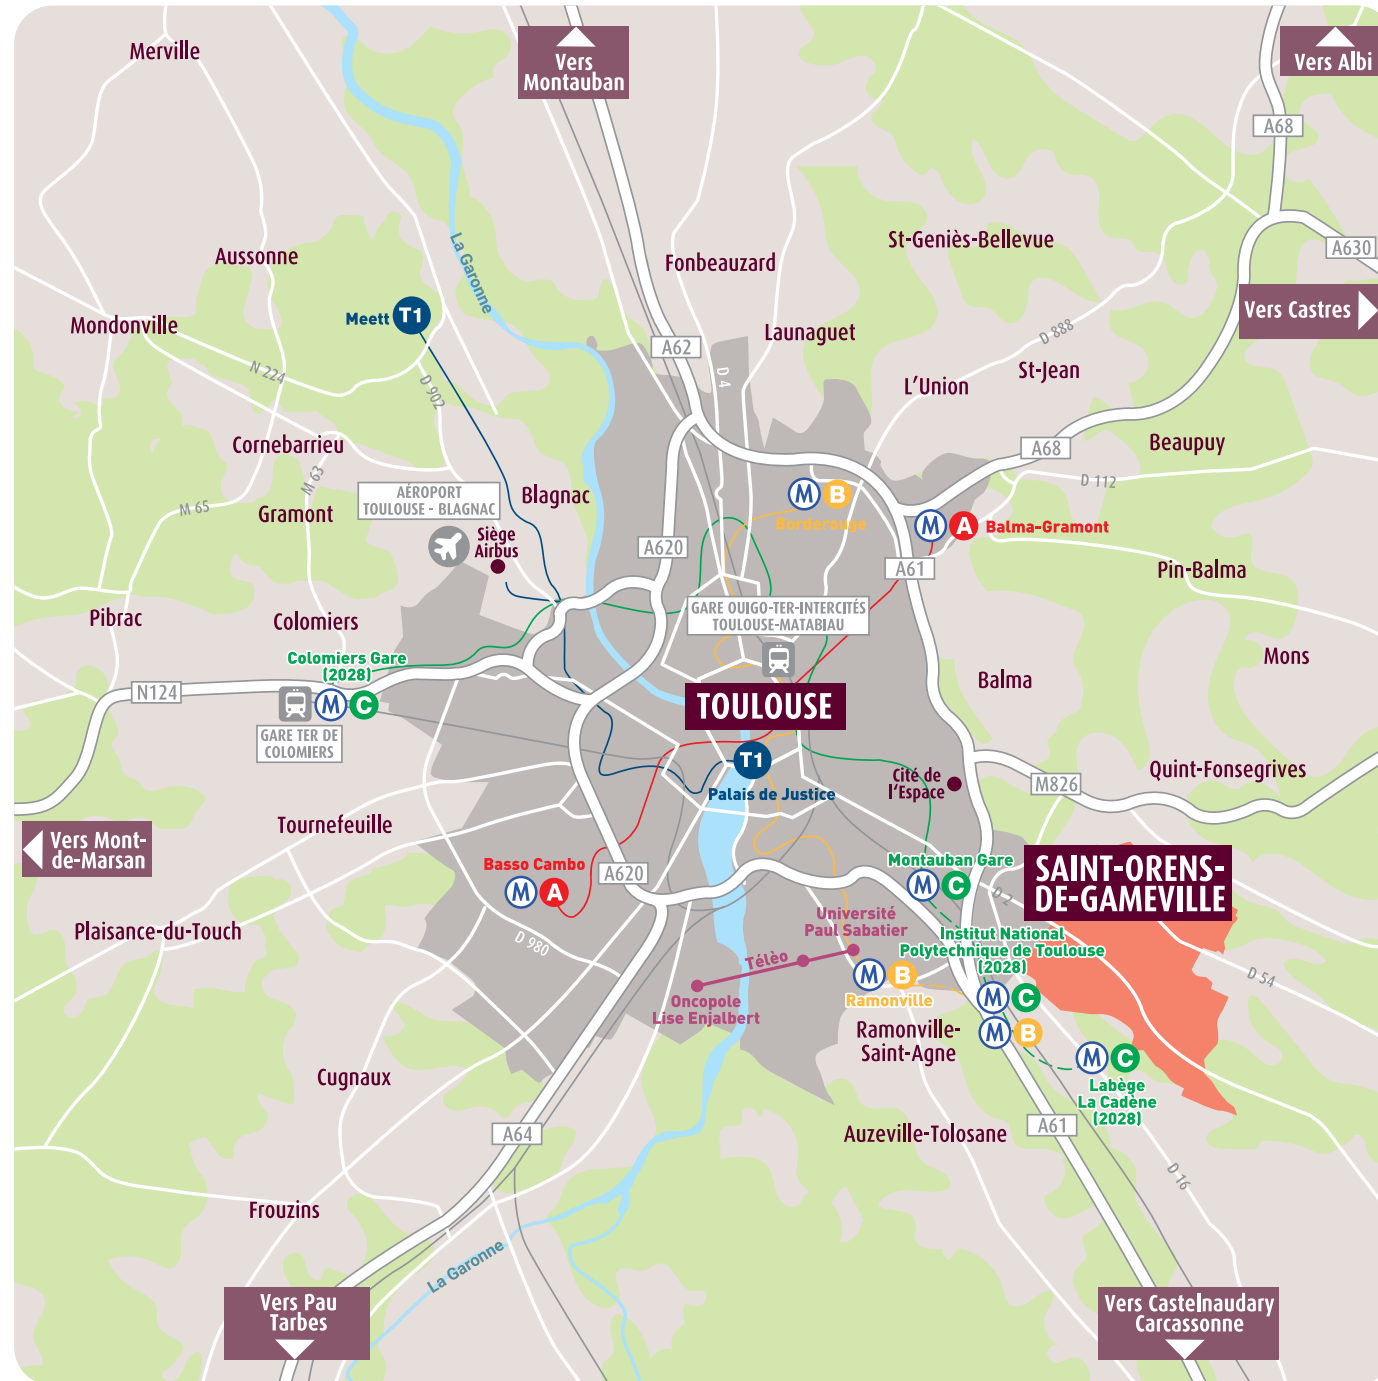 Merville
Vers
Montauban
Vers Albi
A68
A630
Aussonne
La Garonne
Fonbeauzard
St-Geniès-Bellevue
Vers Castres
Meett
T1
Mondonville
A62
Launaguet
D 888
St-Jean
N 224
D 902
D 4
L'Union
Cornebarrieu
A68
Beaupuy
M 63
AÉROPORT
TOULOUSE - BLAGNAC
Blagnac
M
B
Borderouge
D 112
M 65
Gramont
M
A
Balma-Gramont
Siège
Airbus
A620
A61
Pin-Balma
Pibrac
Colomiers
GARE OUIGO-TER-INTERCITÉS
TOULOUSE-MATABIAU
Colomiers Gare
(2028)
Mons
N124
M
C
Balma
GARE TER DE
COLOMIERS
TOULOUSE
T1
Palais de Justice
Cité de
l'Espace
M826
Quint-Fonsegrives
Tournefeuille
Vers Mont-
de-Marsan
Basso Cambo
M
A
A620
Montauban Gare
M
C
D 2
SAINT-ORENS-
DE-GAMEVILLE
Plaisance-du-Touch
D 980
Université
Paul Sabatier
Télèo
Oncopole
Lise Enjalbert
M
B
Ramonville
Institut National
Polytechnique de Toulouse
(2028)
M
C
M
B
D 54
Ramonville-
Saint-Agne
M
C
Labège
La Cadène
(2028)
Cugnaux
A64
Auzeville-Tolosane
A61
D 16
Frouzins
La Garonne
Vers Pau
Tarbes
Vers Castelnaudary
Carcassonne